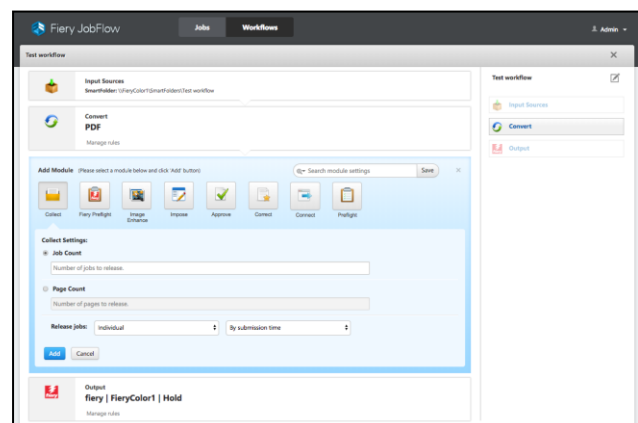 Fiery JobFlow
Jobs
Workflows
Admin
Test workflow
Input Sources
SmartFolder: \\FieryColor1\SmartFolders\Test workflow
Convert
PDF
Manage rules
Add Module (Please select a module below and click 'Add' button)
Search module settings
Save
Collect
Fiery Preflight
Image
Enhance
Impose
Approve
Correct
Connect
Preflight
Collect Settings:
Job Count
Number of jobs to release.
Page Count
Number of pages to release.
Release jobs:
Individual
By submission time
Add
Cancel
Output
fiery | FieryColor1 | Hold
Manage rules
Test workflow
Input Sources
Convert
Output